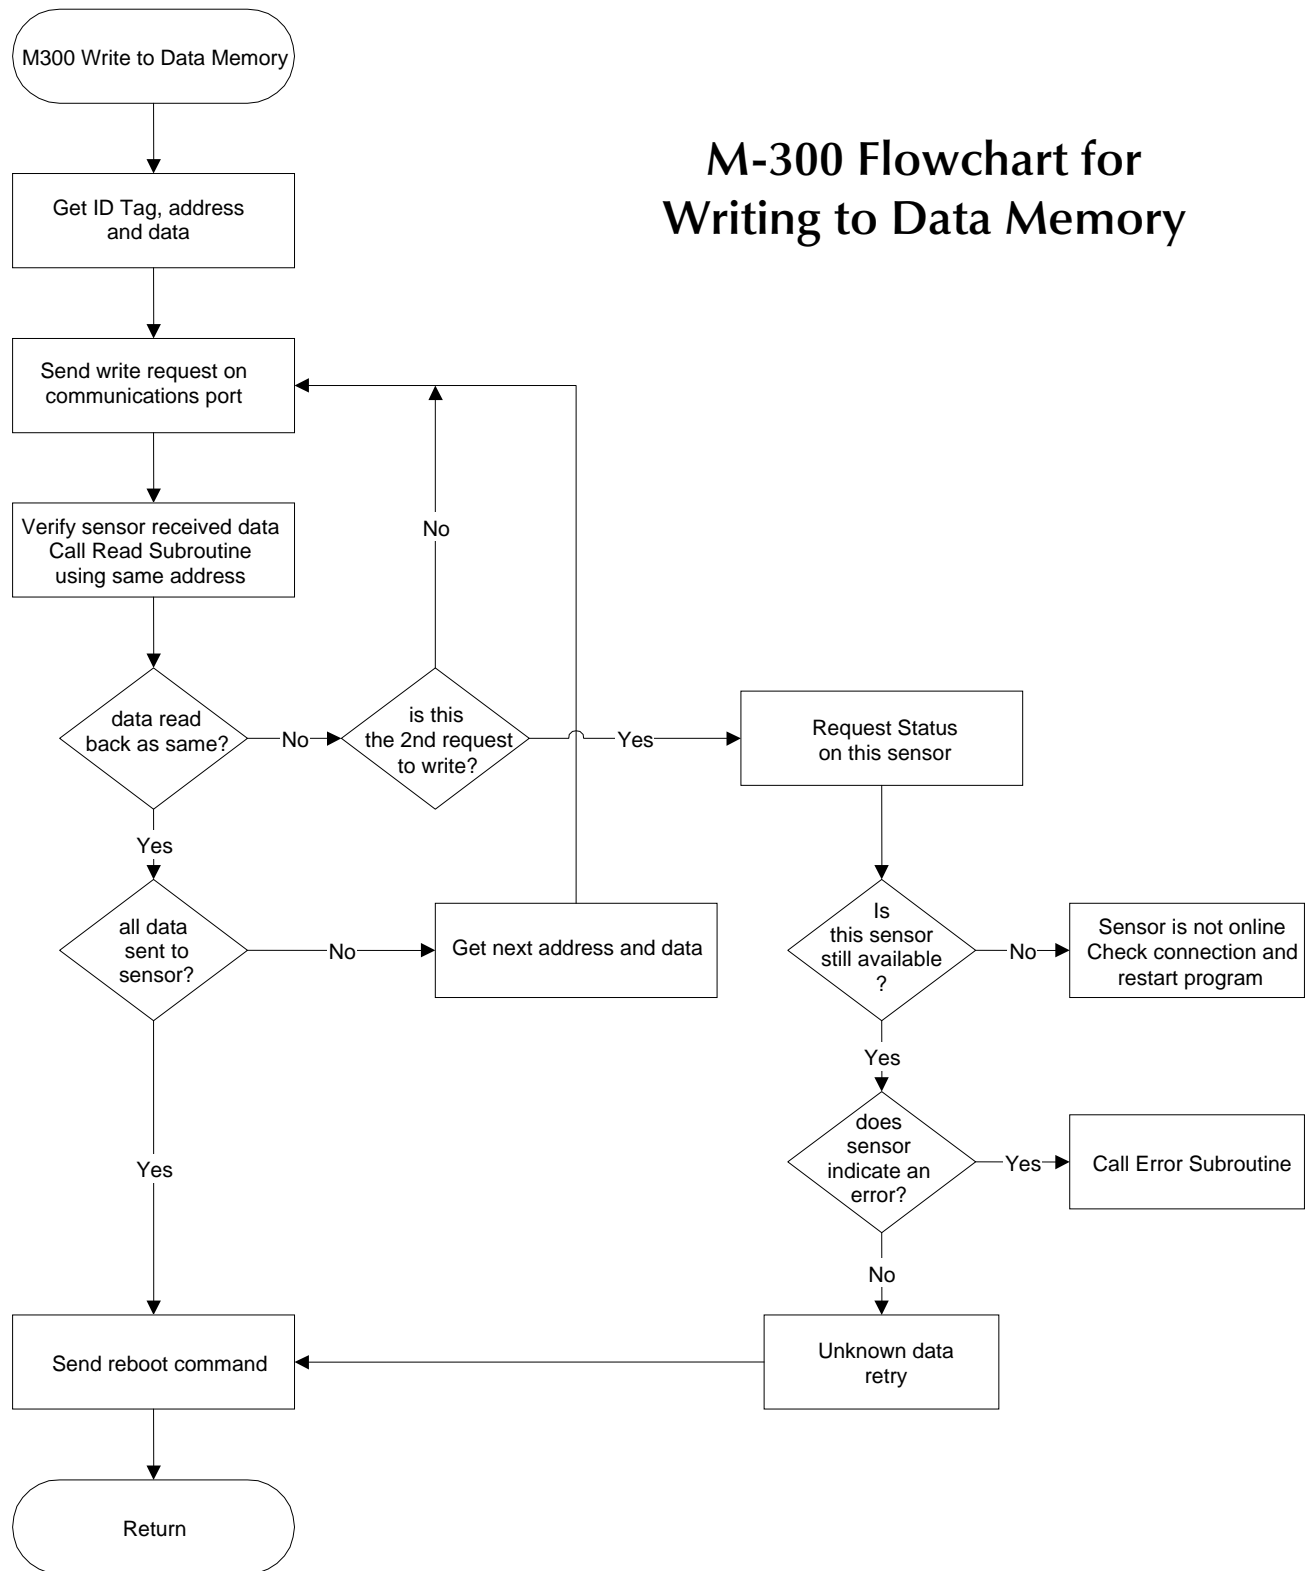 M300 Write to Data Memory
M-300 Flowchart for
Writing to Data Memory
Get ID Tag, address
and data
Send write request on
communications port
Verify sensor received data
Call Read Subroutine
using same address
No
data read
back as same?
No
is this
the 2nd request
to write?
Yes
Request Status
on this sensor
Yes
all data
sent to
sensor?
No
Get next address and data
Is
this sensor
still available
?
No
Sensor is not online
Check connection and
restart program
Yes
does
sensor
indicate an
error?
Yes
Call Error Subroutine
Yes
No
Send reboot command
Unknown data
retry
Return